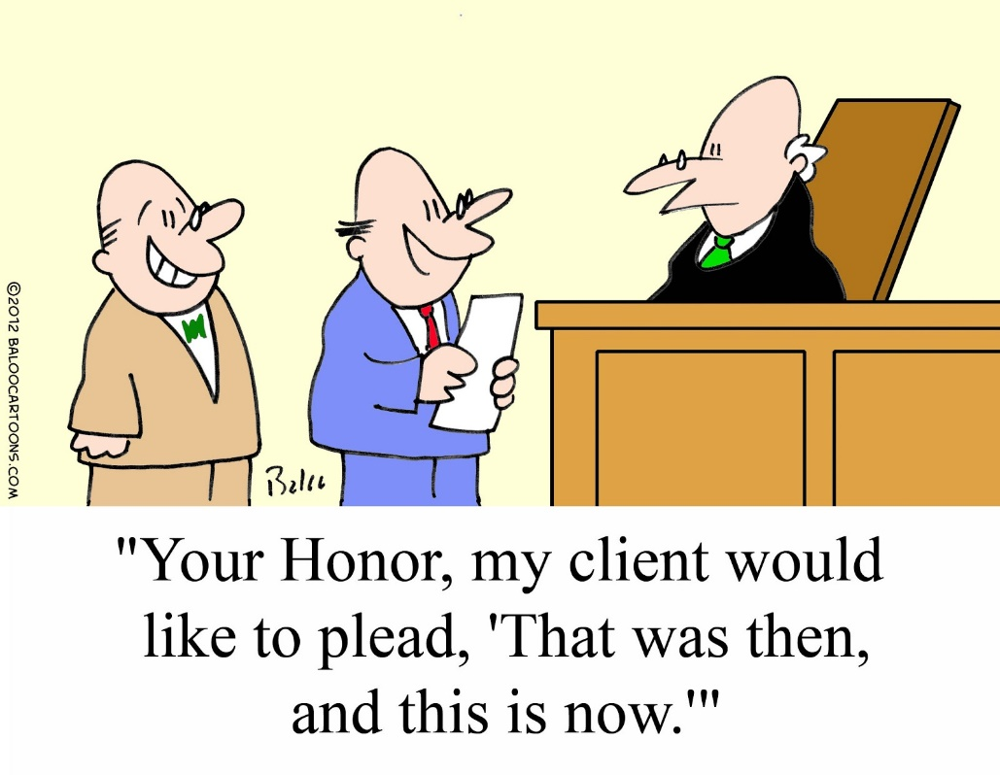 ©2012 BALOOCARTOONS.COM
Baloo
"Your Honor, my client would
like to plead, 'That was then,
and this is now.'"